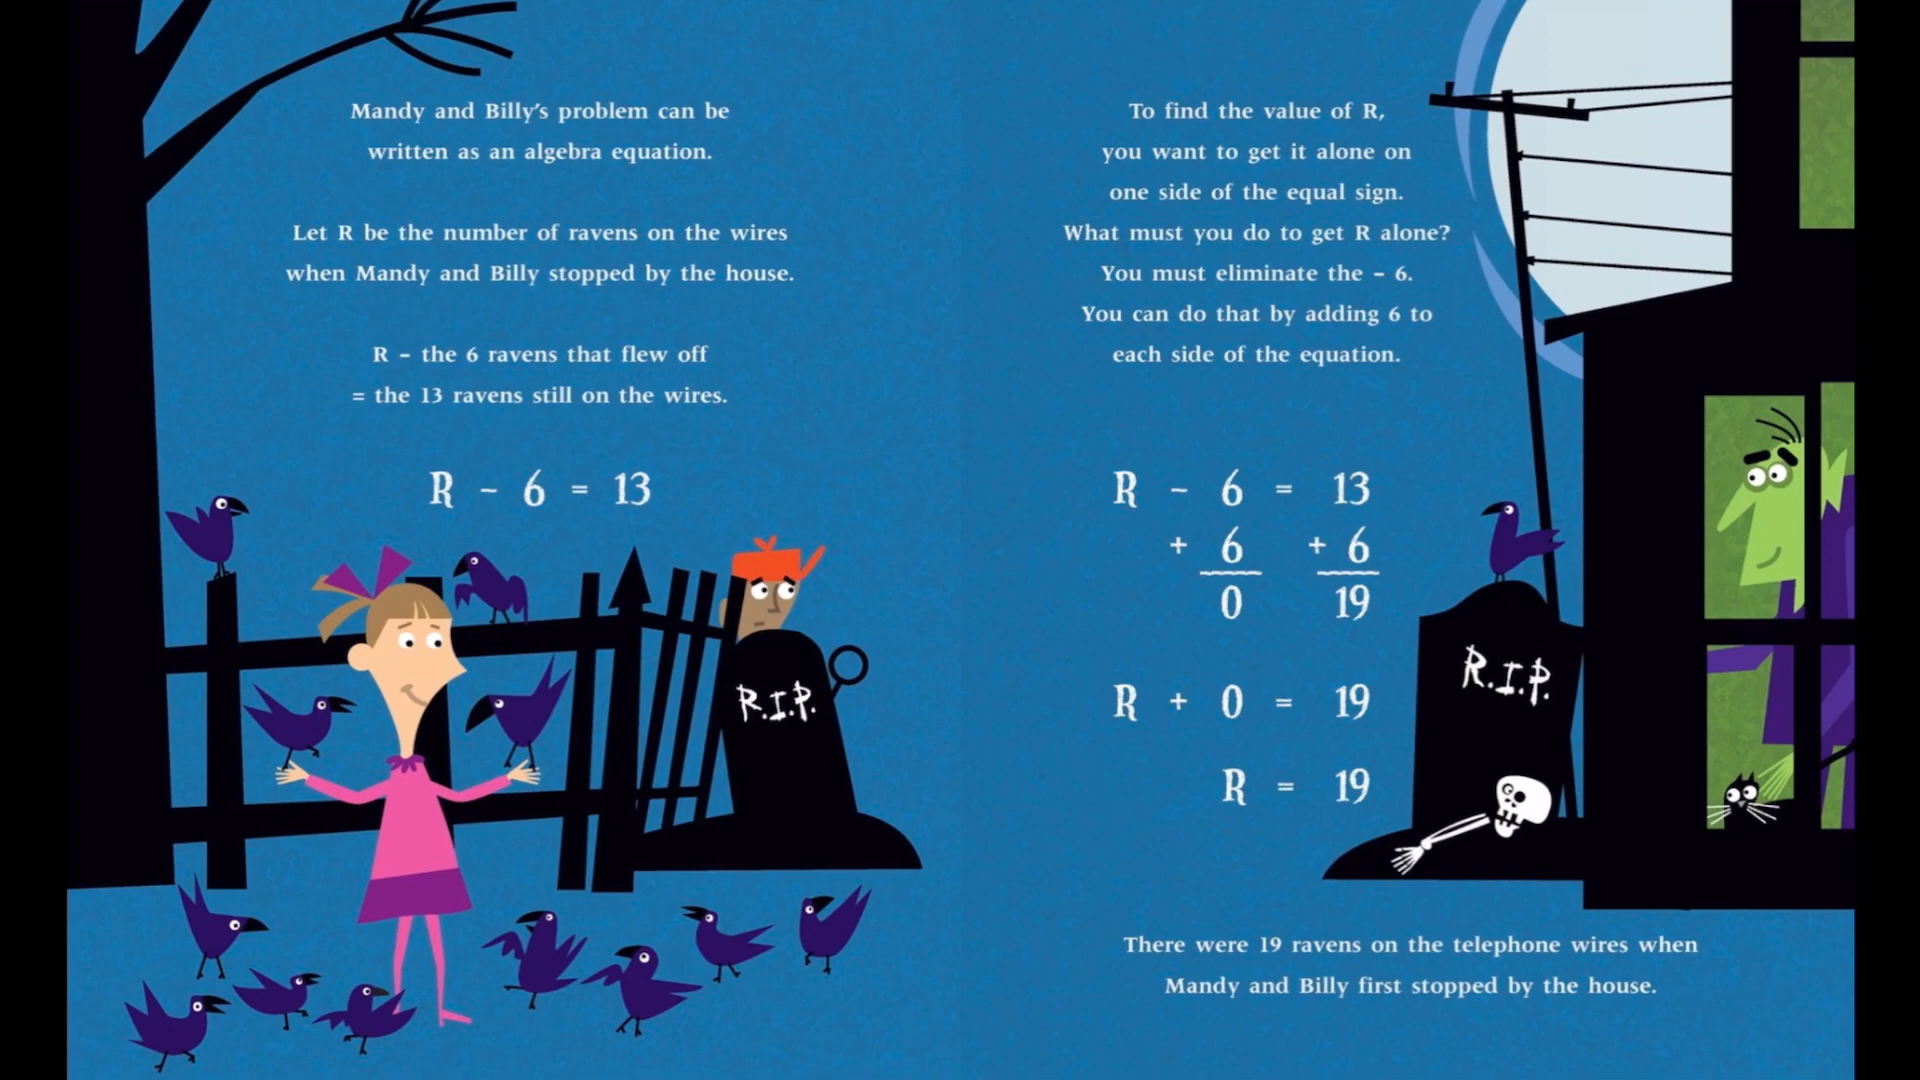 Mandy and Billy's problem can be
written as an algebra equation.
Let R be the number of ravens on the wires
when Mandy and Billy stopped by the house.
R – the 6 ravens that flew off
= the 13 ravens still on the wires.
R – 6 = 13
R.I.P.
To find the value of R,
you want to get it alone on
one side of the equal sign.
What must you do to get R alone?
You must eliminate the – 6.
You can do that by adding 6 to
each side of the equation.
R – 6 = 13
+ 6 + 6
0 19
R + 0 = 19
R = 19
R.I.P.
There were 19 ravens on the telephone wires when
Mandy and Billy first stopped by the house.